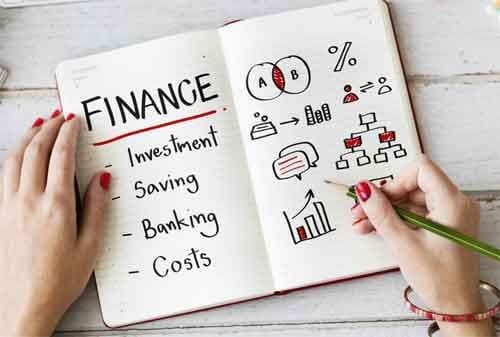 FINANCE
- Investment
- Saving
- Banking
- Costs
A B
%